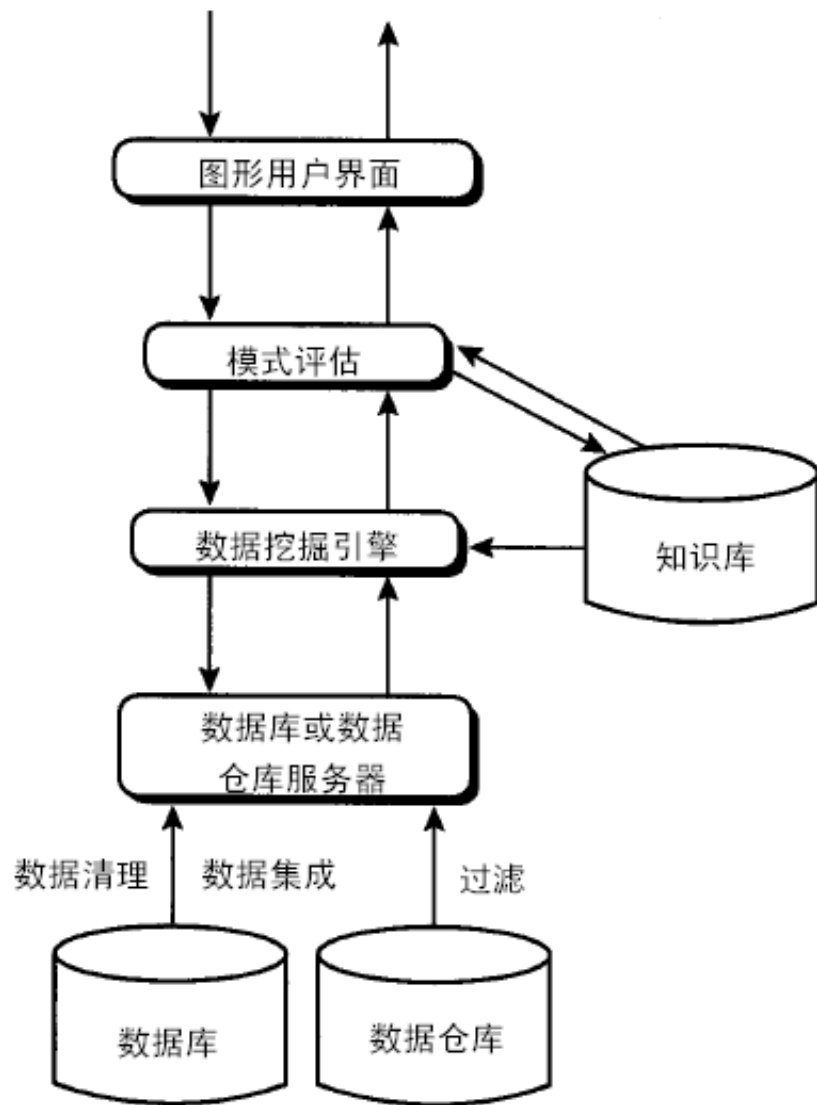 图形用户界面
模式评估
数据挖掘引擎
知识库
数据库或数据
仓库服务器
数据清理
数据集成
过滤
数据库
数据仓库